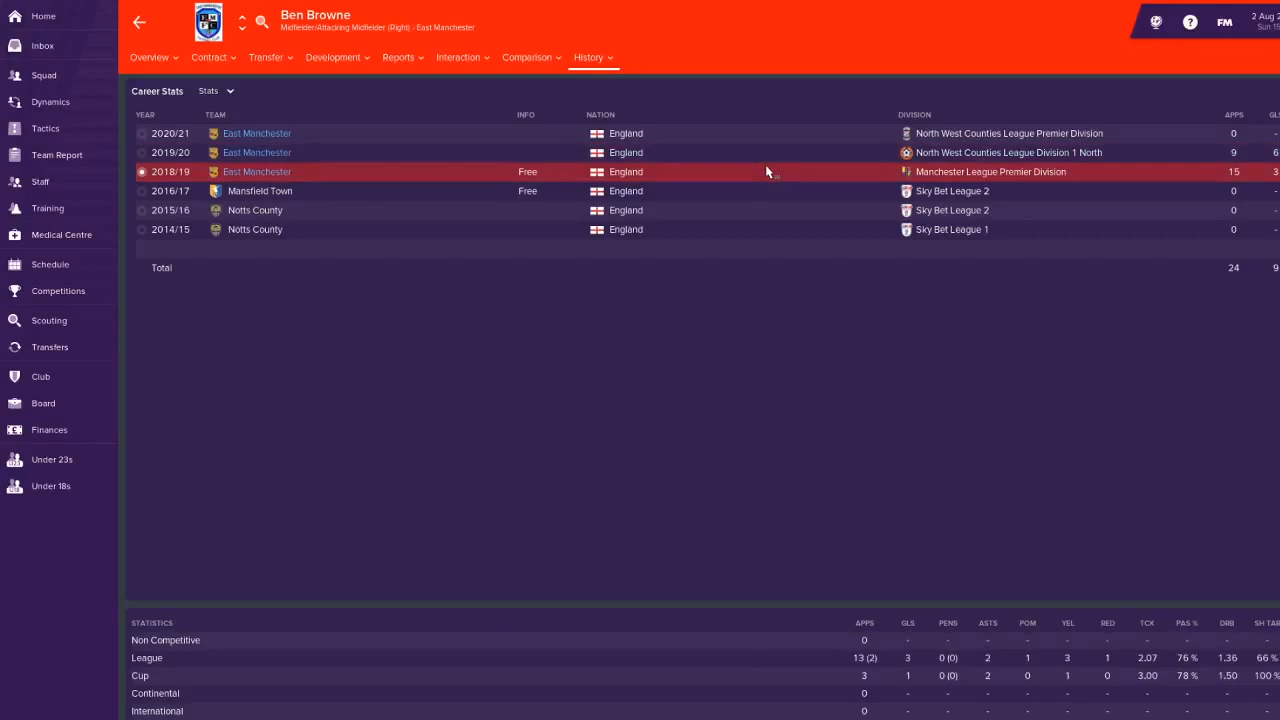 Home
Ben Browne
Midfielder/Attacking Midfielder (Right) - East Manchester
FM
2 Aug 2
Sun 15
Inbox
Overview Contract Transfer Development Reports Interaction Comparison History
Squad
Career Stats Stats
Dynamics
YEAR TEAM INFO NATION DIVISION APPS GLS
Tactics
2020/21 East Manchester England North West Counties League Premier Division 0 -
2019/20 East Manchester England North West Counties League Division 1 North 9 6
Team Report
2018/19 East Manchester Free England Manchester League Premier Division 15 3
Staff
2016/17 Mansfield Town Free England Sky Bet League 2 0 -
Training
2015/16 Notts County England Sky Bet League 2 0 -
2014/15 Notts County England Sky Bet League 1 0 -
Medical Centre
Schedule
Total 24 9
Competitions
Scouting
Transfers
Club
Board
Finances
Under 23s
Under 18s
STATISTICS APPS GLS PENS ASTS POM YEL RED TCK PAS % DRB SH TAR
Non Competitive 0 - - - - - - - - - -
League 13 (2) 3 0 (0) 2 1 3 1 2.07 76 % 1.36 66 %
Cup 3 1 0 (0) 2 0 1 0 3.00 78 % 1.50 100 %
Continental 0 - - - - - - - - - -
International 0 - - - - - - - - - -